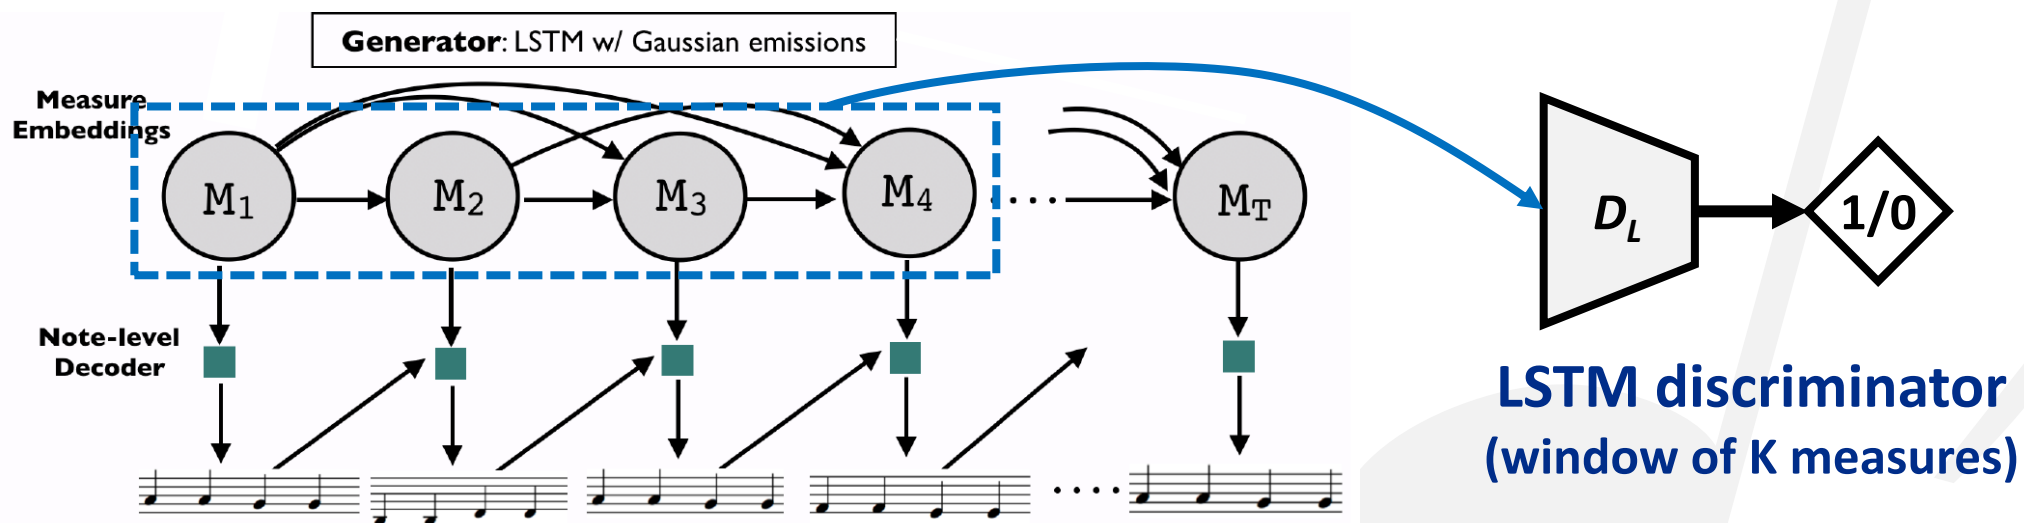 Generator: LSTM w/ Gaussian emissions
Measure
Embeddings
M1
M2
M3
M4
MT
Note-level
Decoder
DL
1/0
LSTM discriminator
(window of K measures)